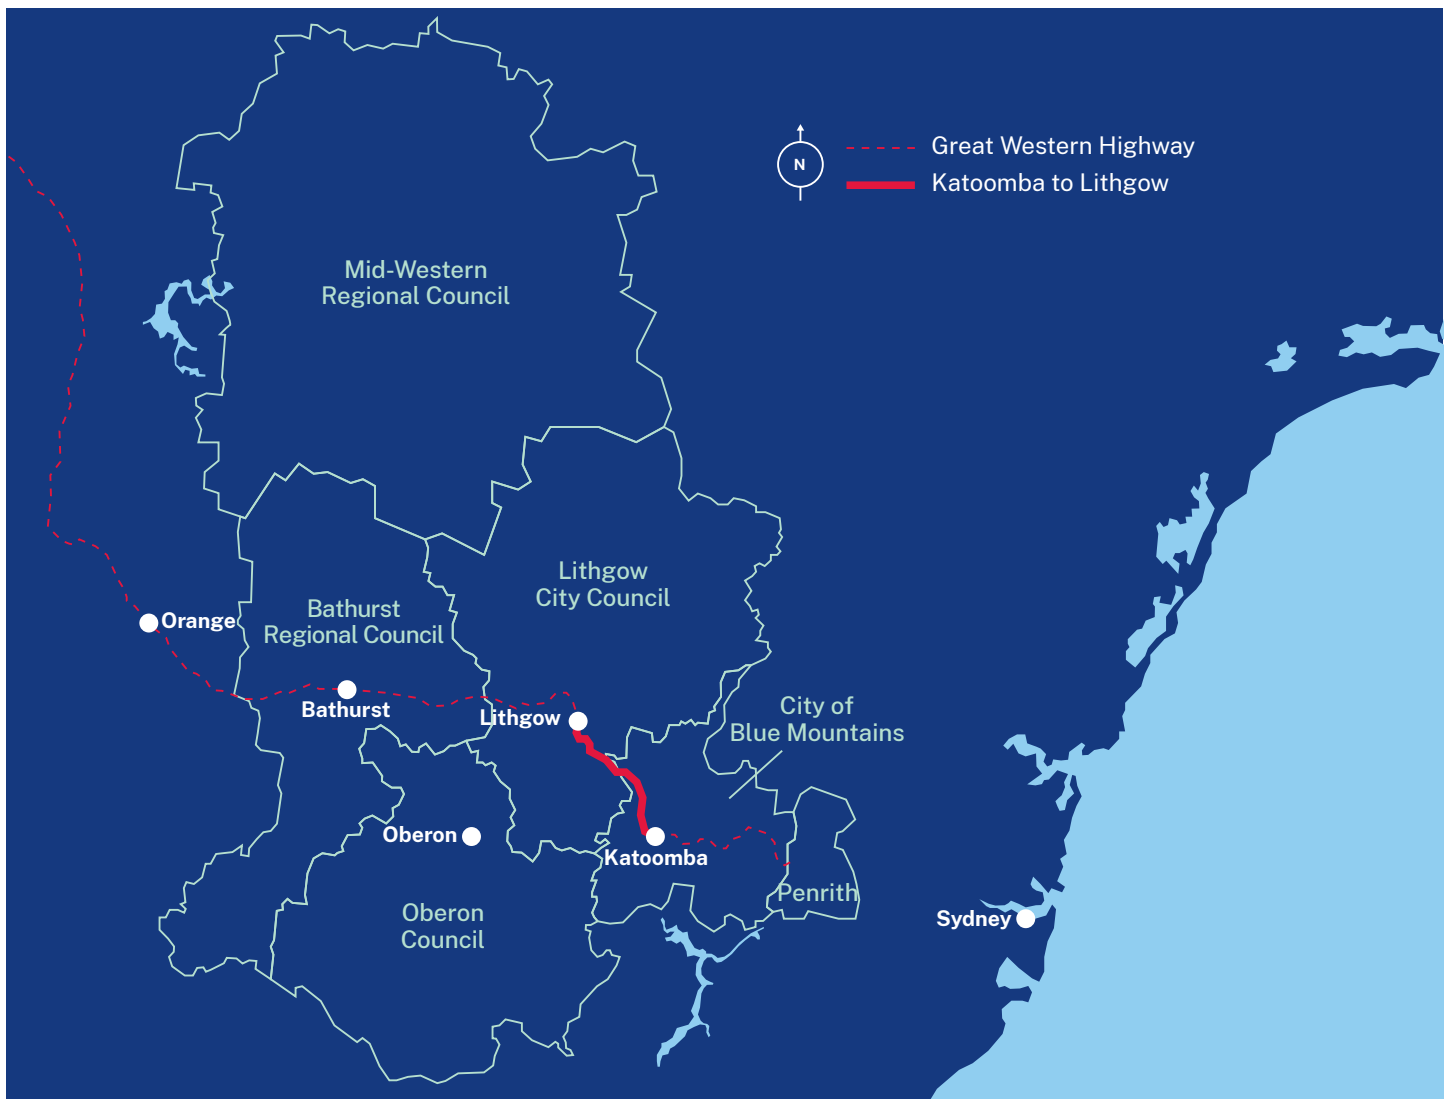 N
Great Western Highway
Katoomba to Lithgow
Mid-Western
Regional Council
Lithgow
City Council
Bathurst
Regional Council
Orange
Bathurst
Lithgow
City of
Blue Mountains
Oberon
Katoomba
Penrith
Oberon
Council
Sydney